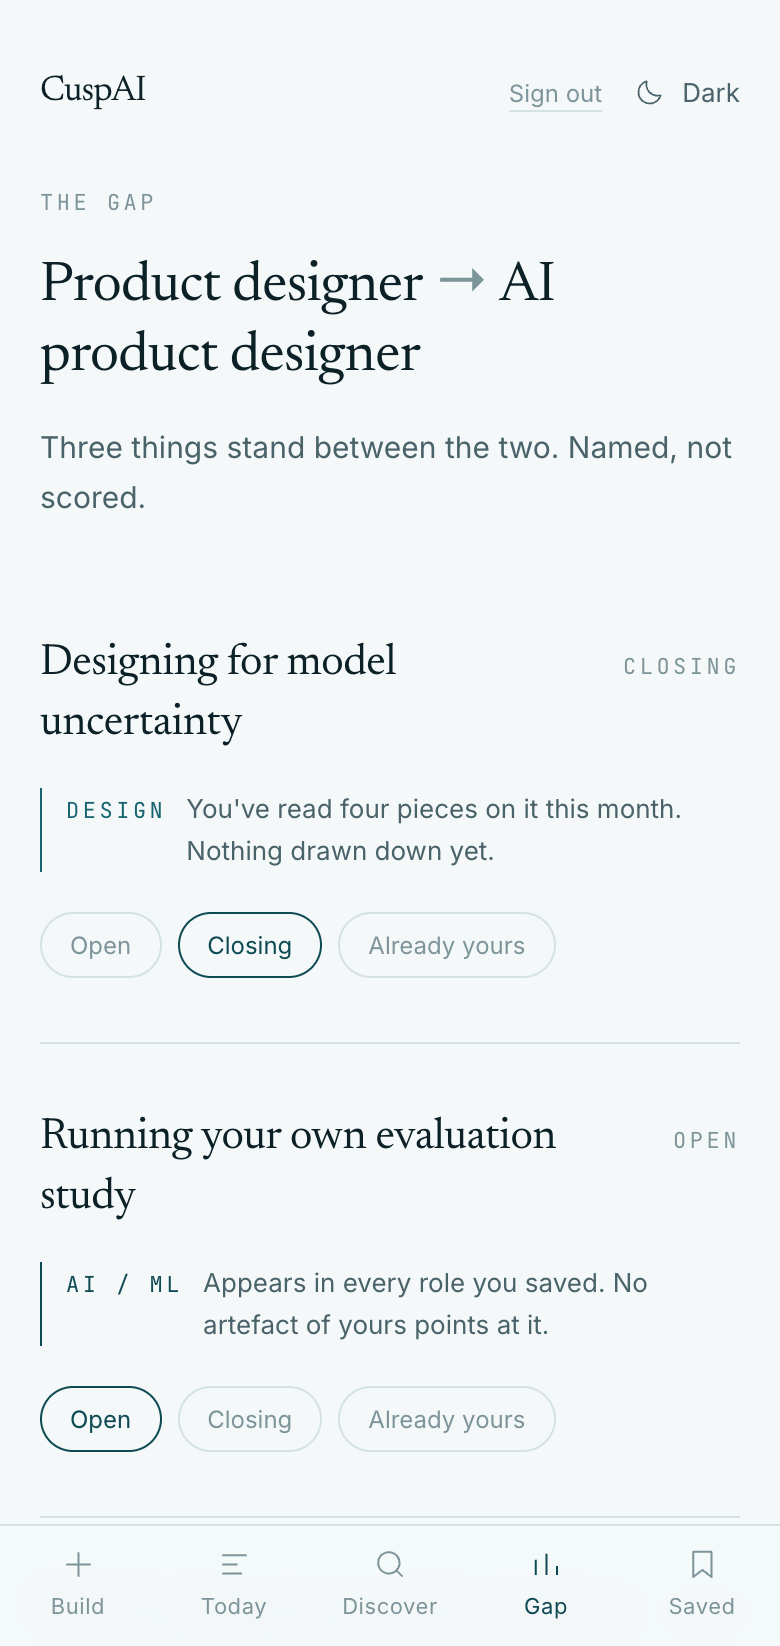 CuspAI
Sign out
Dark
THE GAP
Product designer → AI
product designer
Three things stand between the two. Named, not
scored.
Designing for model
uncertainty
CLOSING
DESIGN You've read four pieces on it this month.
Nothing drawn down yet.
Open Closing Already yours
Running your own evaluation
study
OPEN
AI / ML Appears in every role you saved. No
artefact of yours points at it.
Open Closing Already yours
Build Today Discover Gap Saved